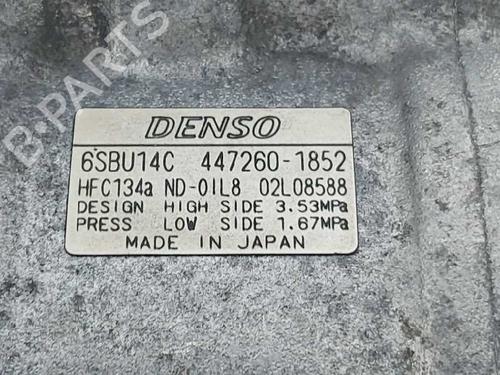 B-PARTS
DENSO
6SBU14C 447260-1852
HFC134a ND-OIL8 02L08588
DESIGN HIGH SIDE 3.53MPa
PRESS LOW SIDE 1.67MPa
MADE IN JAPAN